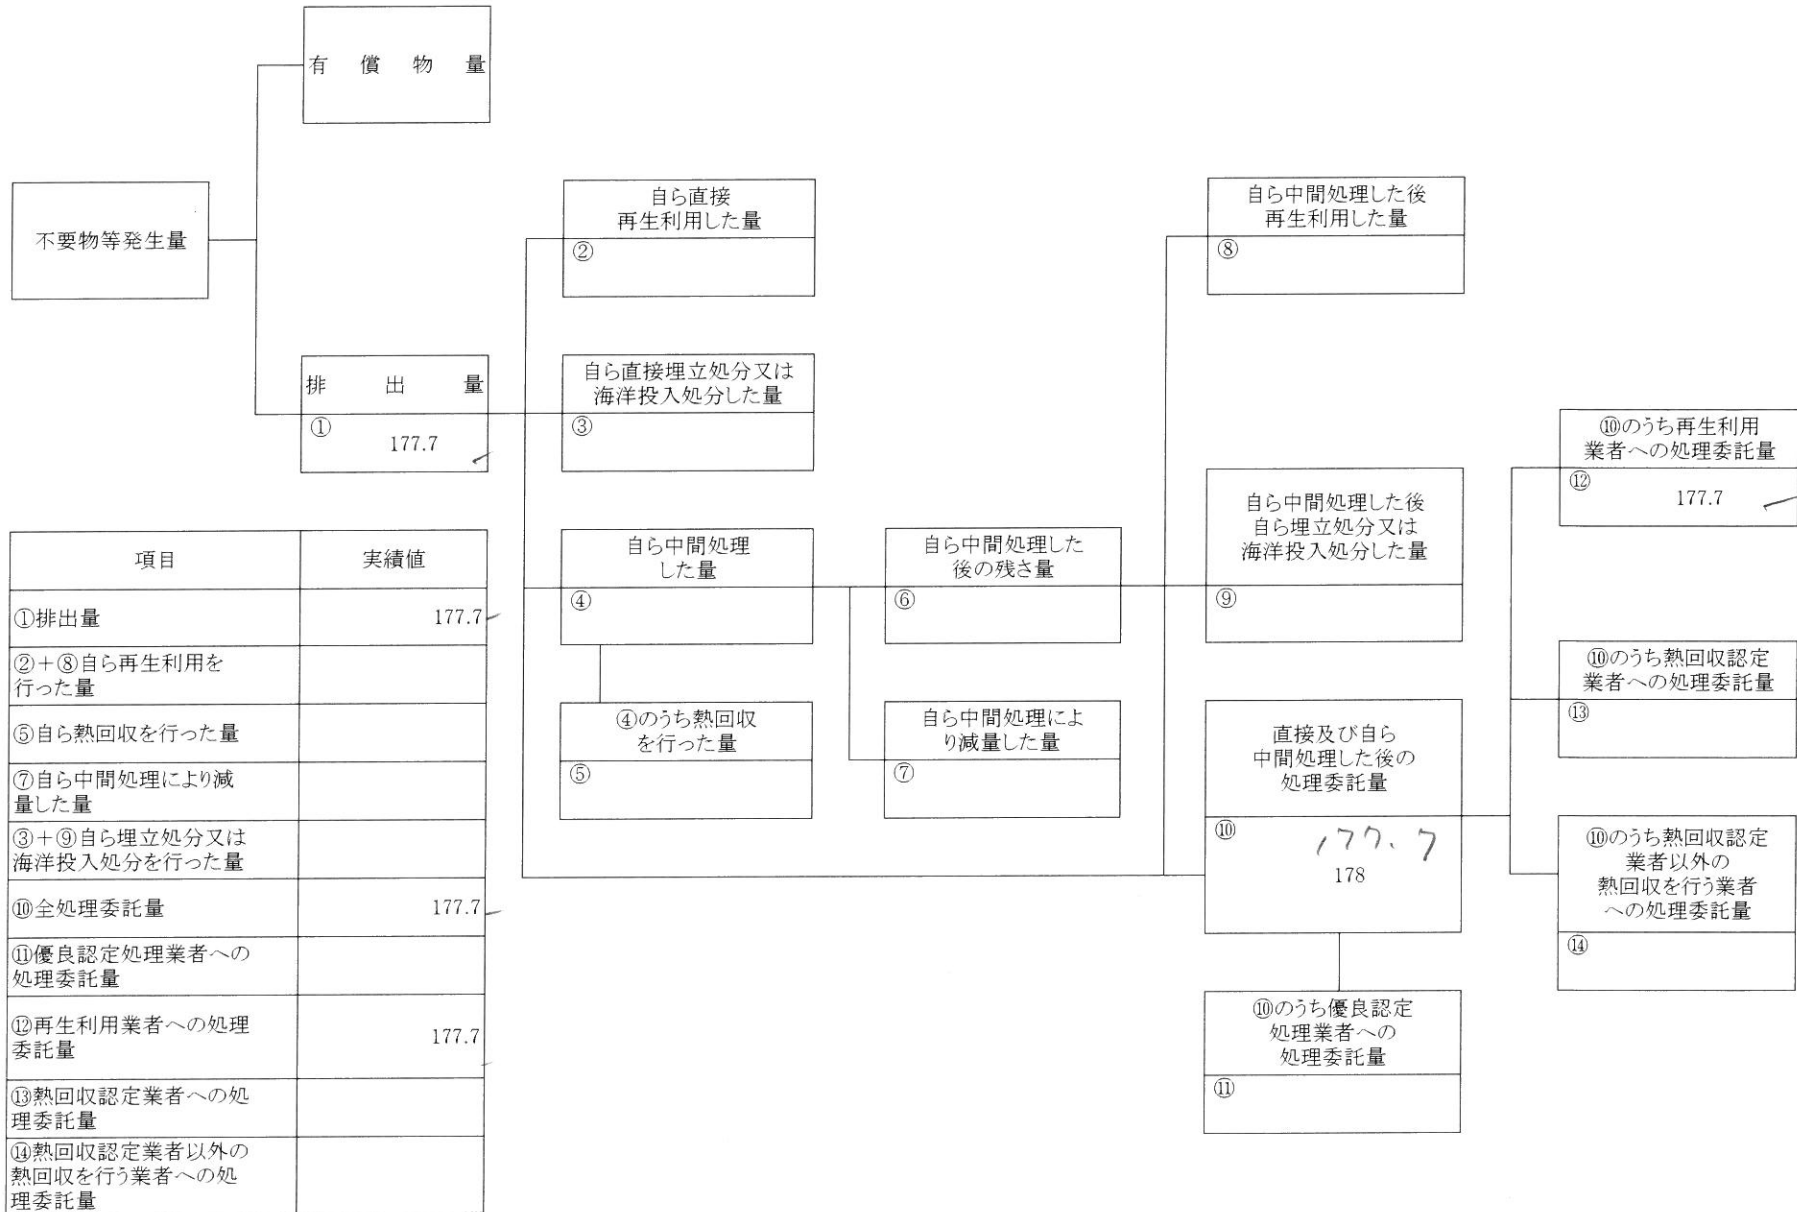 有償物量
不要物等発生量
排出量
①
177.7
自ら直接
再生利用した量
②
自ら直接埋立処分又は
海洋投入処分した量
③
自ら中間処理
した量
④
④のうち熱回収
を行った量
⑤
自ら中間処理した
後の残さ量
⑥
自ら中間処理によ
り減量した量
⑦
自ら中間処理した後
再生利用した量
⑧
自ら中間処理した後
自ら埋立処分又は
海洋投入処分した量
⑨
直接及び自ら
中間処理した後の
処理委託量
⑩
177.7
178
⑩のうち優良認定
処理業者への
処理委託量
⑪
⑩のうち再生利用
業者への処理委託量
⑫
177.7
⑩のうち熱回収認定
業者への処理委託量
⑬
⑩のうち熱回収認定
業者以外の
熱回収を行う業者
への処理委託量
⑭
項目 実績値
①排出量 177.7
②+⑧自ら再生利用を
行った量
⑤自ら熱回収を行った量
⑦自ら中間処理により減
量した量
③+⑨自ら埋立処分又は
海洋投入処分を行った量
⑩全処理委託量 177.7
⑪優良認定処理業者への
処理委託量
⑫再生利用業者への処理
委託量 177.7
⑬熱回収認定業者への処
理委託量
⑭熱回収認定業者以外の
熱回収を行う業者への処
理委託量